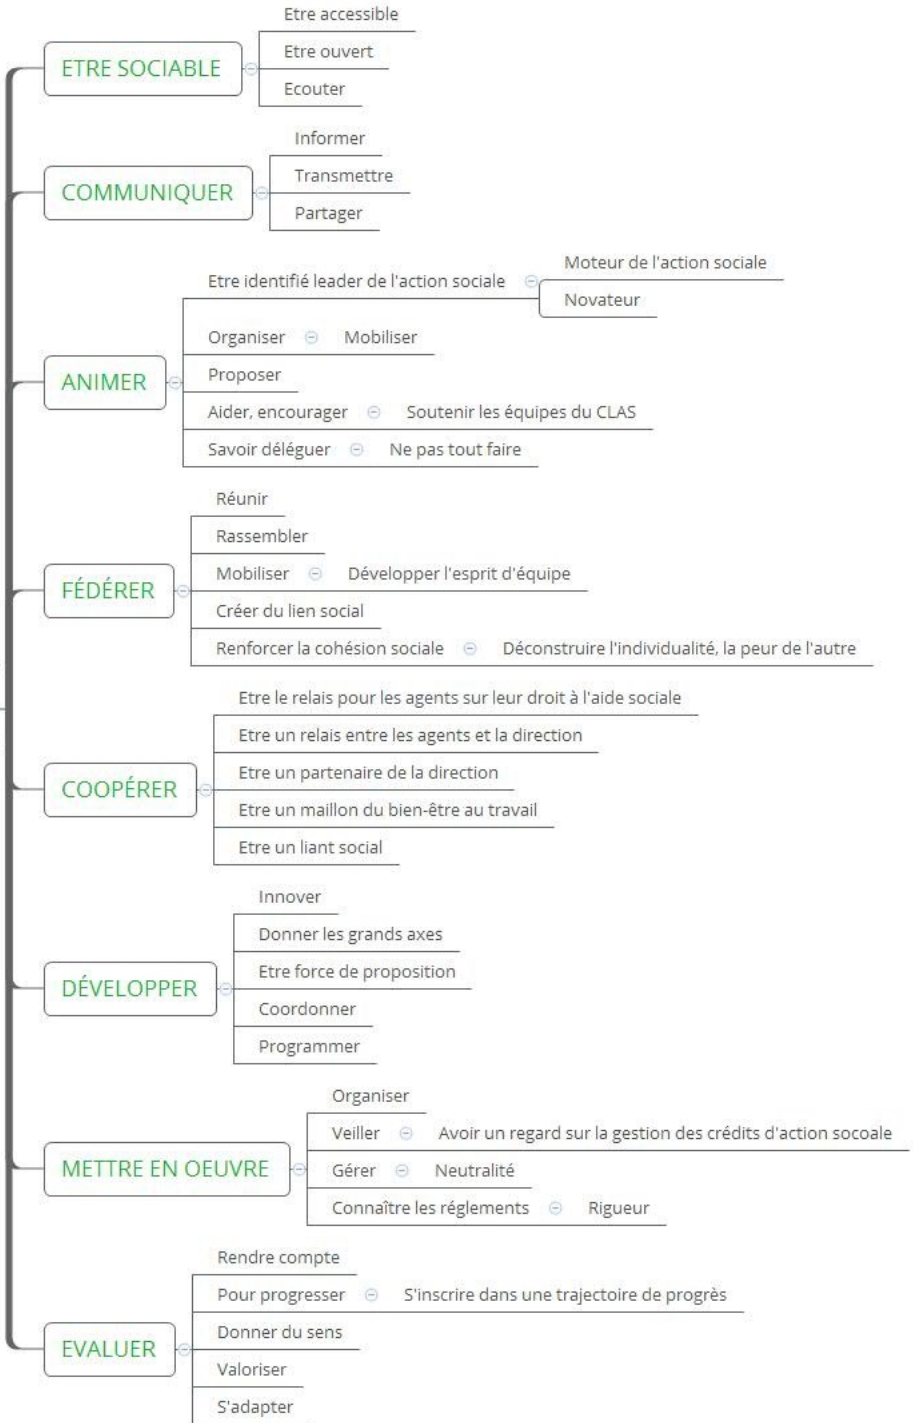 ETRE SOCIABLE
Etre accessible
Etre ouvert
Ecouter
COMMUNIQUER
Informer
Transmettre
Partager
ANIMER
Etre identifié leader de l'action sociale
Moteur de l'action sociale
Novateur
Organiser
Mobiliser
Proposer
Aider, encourager
Soutenir les équipes du CLAS
Savoir déléguer
Ne pas tout faire
FÉDÉRER
Réunir
Rassembler
Mobiliser
Développer l'esprit d'équipe
Créer du lien social
Renforcer la cohésion sociale
Déconstruire l'individualité, la peur de l'autre
COOPÉRER
Etre le relais pour les agents sur leur droit à l'aide sociale
Etre un relais entre les agents et la direction
Etre un partenaire de la direction
Etre un maillon du bien-être au travail
Etre un liant social
DÉVELOPPER
Innover
Donner les grands axes
Etre force de proposition
Coordonner
Programmer
METTRE EN OEUVRE
Organiser
Veiller
Avoir un regard sur la gestion des crédits d'action socoale
Gérer
Neutralité
Connaître les réglements
Rigueur
EVALUER
Rendre compte
Pour progresser
S'inscrire dans une trajectoire de progrès
Donner du sens
Valoriser
S'adapter